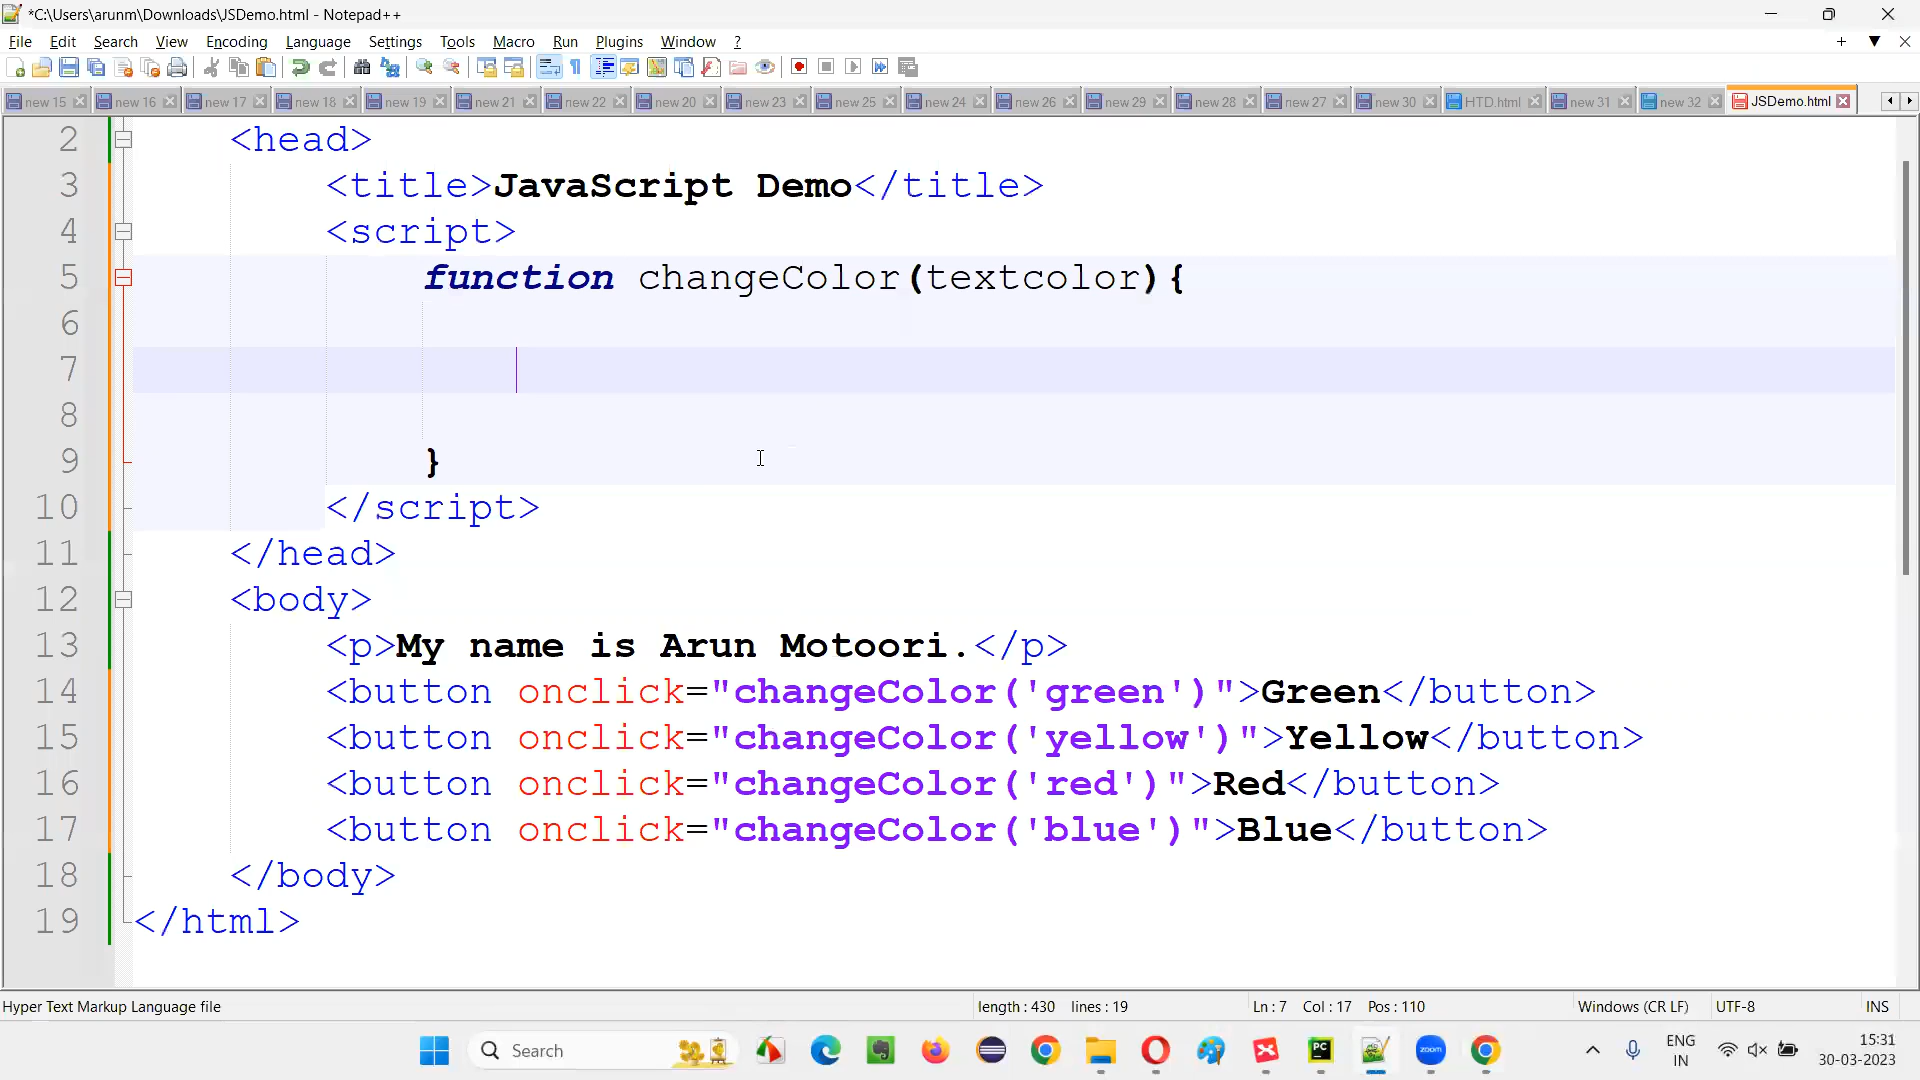 *C:\Users\arunm\Downloads\JSDemo.html - Notepad++
File Edit Search View Encoding Language Settings Tools Macro Run Plugins Window ?
new 15 new 16 new 17 new 18 new 19 new 21 new 22 new 20 new 23 new 25 new 24 new 26 new 29 new 28 new 27 new 30 HTD.html new 31 new 32 JSDemo.html
2 <head>
3 <title>JavaScript Demo</title>
4 <script>
5 function changeColor(textcolor){
6
7
8
9 }
10 </script>
11 </head>
12 <body>
13 <p>My name is Arun Motoori.</p>
14 <button onclick="changeColor('green')">Green</button>
15 <button onclick="changeColor('yellow')">Yellow</button>
16 <button onclick="changeColor('red')">Red</button>
17 <button onclick="changeColor('blue')">Blue</button>
18 </body>
19 </html>
Hyper Text Markup Language file length : 430 lines : 19 Ln : 7 Col : 17 Pos : 110 Windows (CR LF) UTF-8 INS
Search PC zoom ENG IN 15:31 30-03-2023